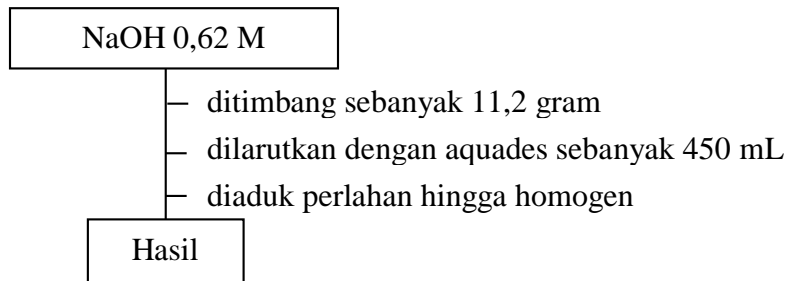 NaOH 0,62 M
ditimbang sebanyak 11,2 gram
dilarutkan dengan aquades sebanyak 450 mL
diaduk perlahan hingga homogen
Hasil